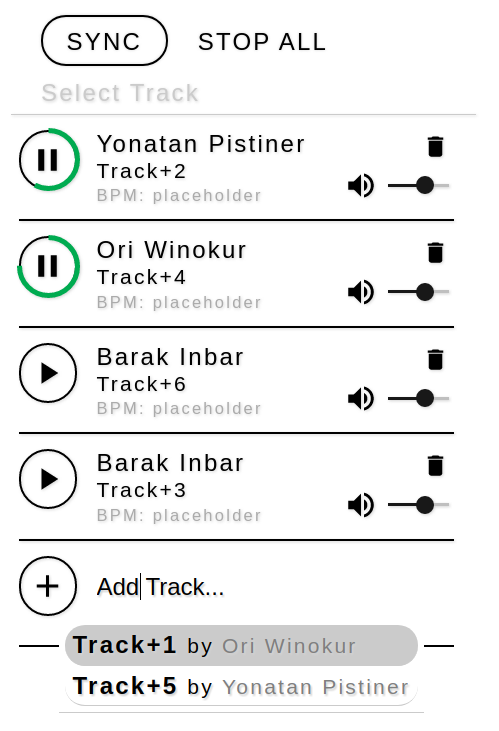 SYNC STOP ALL
Select Track
Yonatan Pistiner
Track+2
BPM: placeholder
Ori Winokur
Track+4
BPM: placeholder
Barak Inbar
Track+6
BPM: placeholder
Barak Inbar
Track+3
BPM: placeholder
Add Track...
Track+1 by Ori Winokur
Track+5 by Yonatan Pistiner